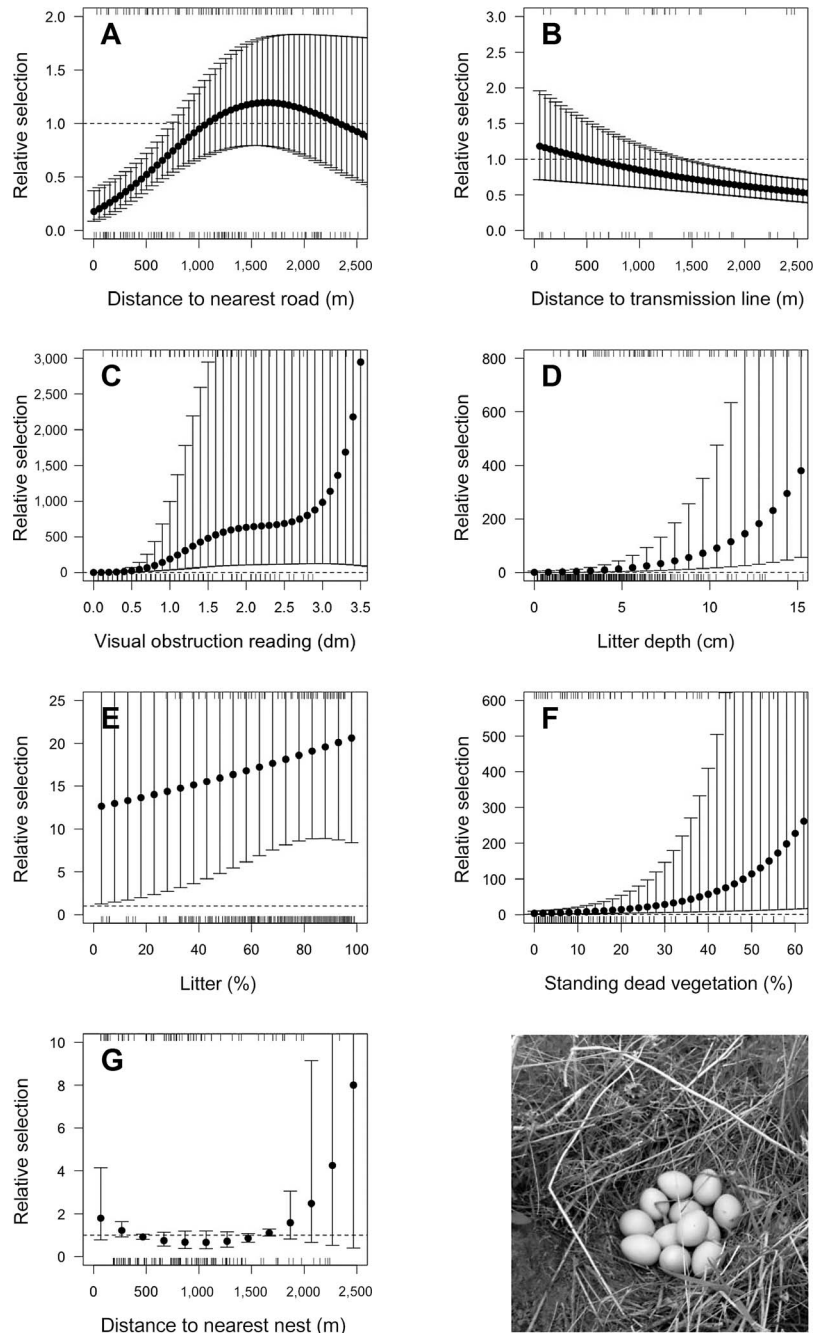 A
Relative selection
2.0
1.5
1.0
0.5
0.0
0 500 1,000 1,500 2,000 2,500
Distance to nearest road (m)
B
Relative selection
3.0
2.5
2.0
1.5
1.0
0.5
0.0
0 500 1,000 1,500 2,000 2,500
Distance to transmission line (m)
C
Relative selection
3,000
2,500
2,000
1,500
1,000
500
0
0.0 0.5 1.0 1.5 2.0 2.5 3.0 3.5
Visual obstruction reading (dm)
D
Relative selection
800
600
400
200
0
0 5 10 15
Litter depth (cm)
E
Relative selection
25
20
15
10
5
0
0 20 40 60 80 100
Litter (%)
F
Relative selection
600
500
400
300
200
100
0
0 10 20 30 40 50 60
Standing dead vegetation (%)
G
Relative selection
10
8
6
4
2
0
0 500 1,000 1,500 2,000 2,500
Distance to nearest nest (m)